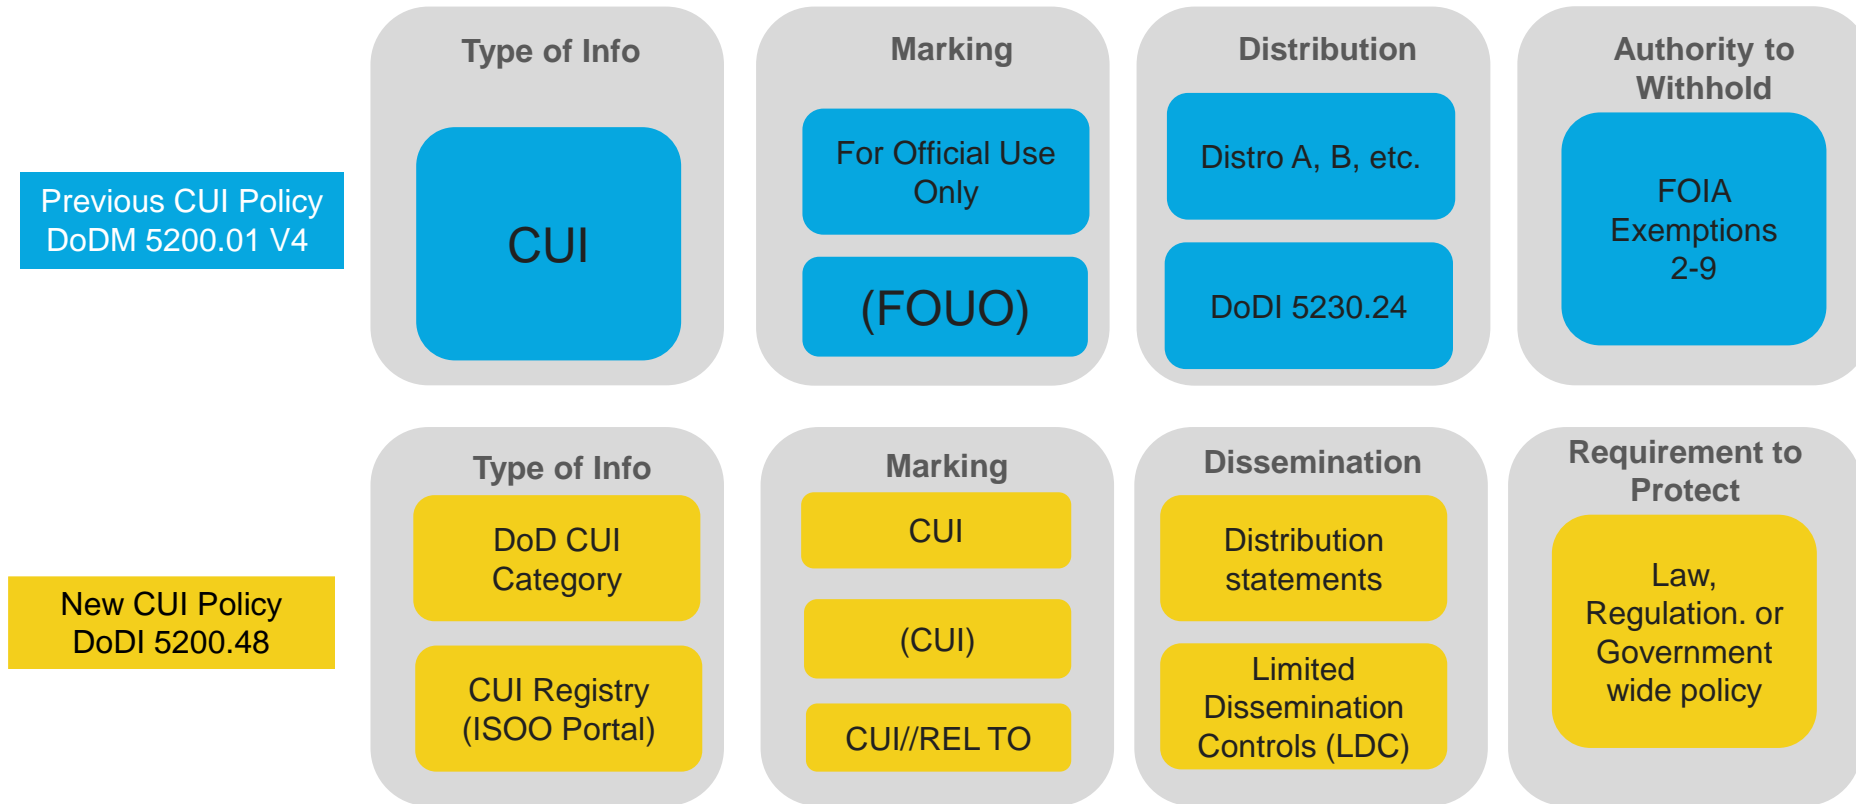 Type of Info
Marking
Distribution
Authority to
Withhold
Previous CUI Policy
DoDM 5200.01 V4
CUI
For Official Use
Only
(FOUO)
Distro A, B, etc.
DoDI 5230.24
FOIA
Exemptions
2-9
Type of Info
Marking
Dissemination
Requirement to
Protect
New CUI Policy
DoDI 5200.48
DoD CUI
Category
CUI Registry
(ISOO Portal)
CUI
(CUI)
CUI//REL TO
Distribution
statements
Limited
Dissemination
Controls (LDC)
Law,
Regulation. or
Government
wide policy